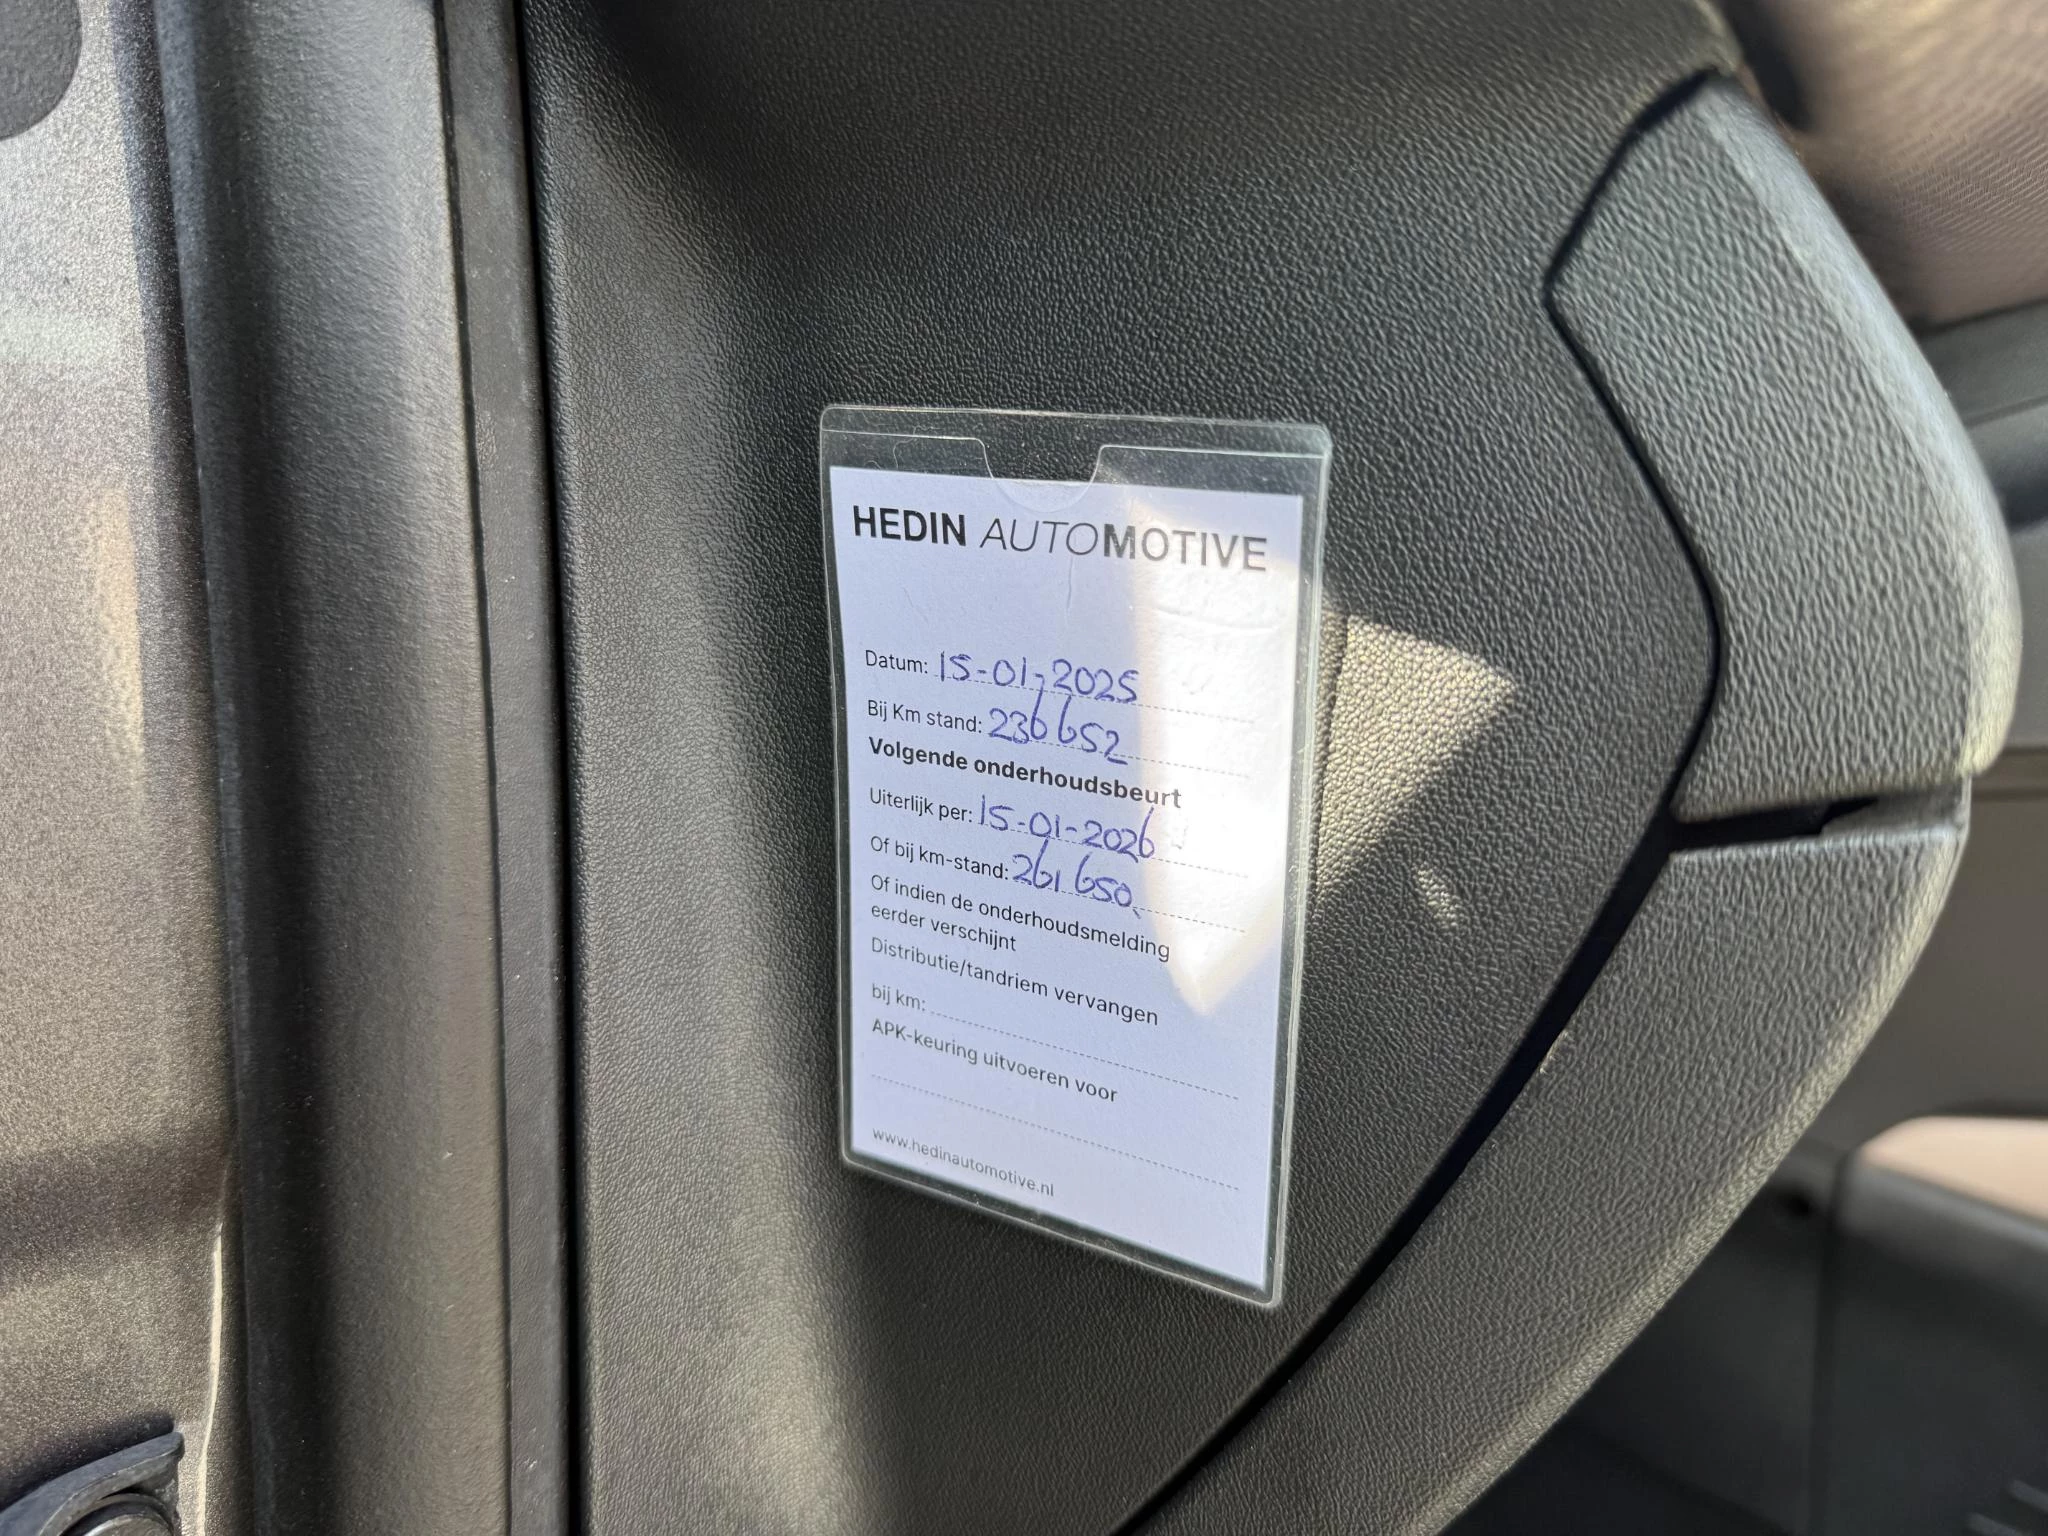 HEDIN AUTOMOTIVE
Datum: 15-01-2025
Bij Km stand: 236652
Volgende onderhoudsbeurt
Uiterlijk per: 15-01-2026
Of bij km-stand: 261650
Of indien de onderhoudsmelding
eerder verschijnt
Distributie/tandriem vervangen
bij km:
APK-keuring uitvoeren voor
www.hedinautomotive.nl